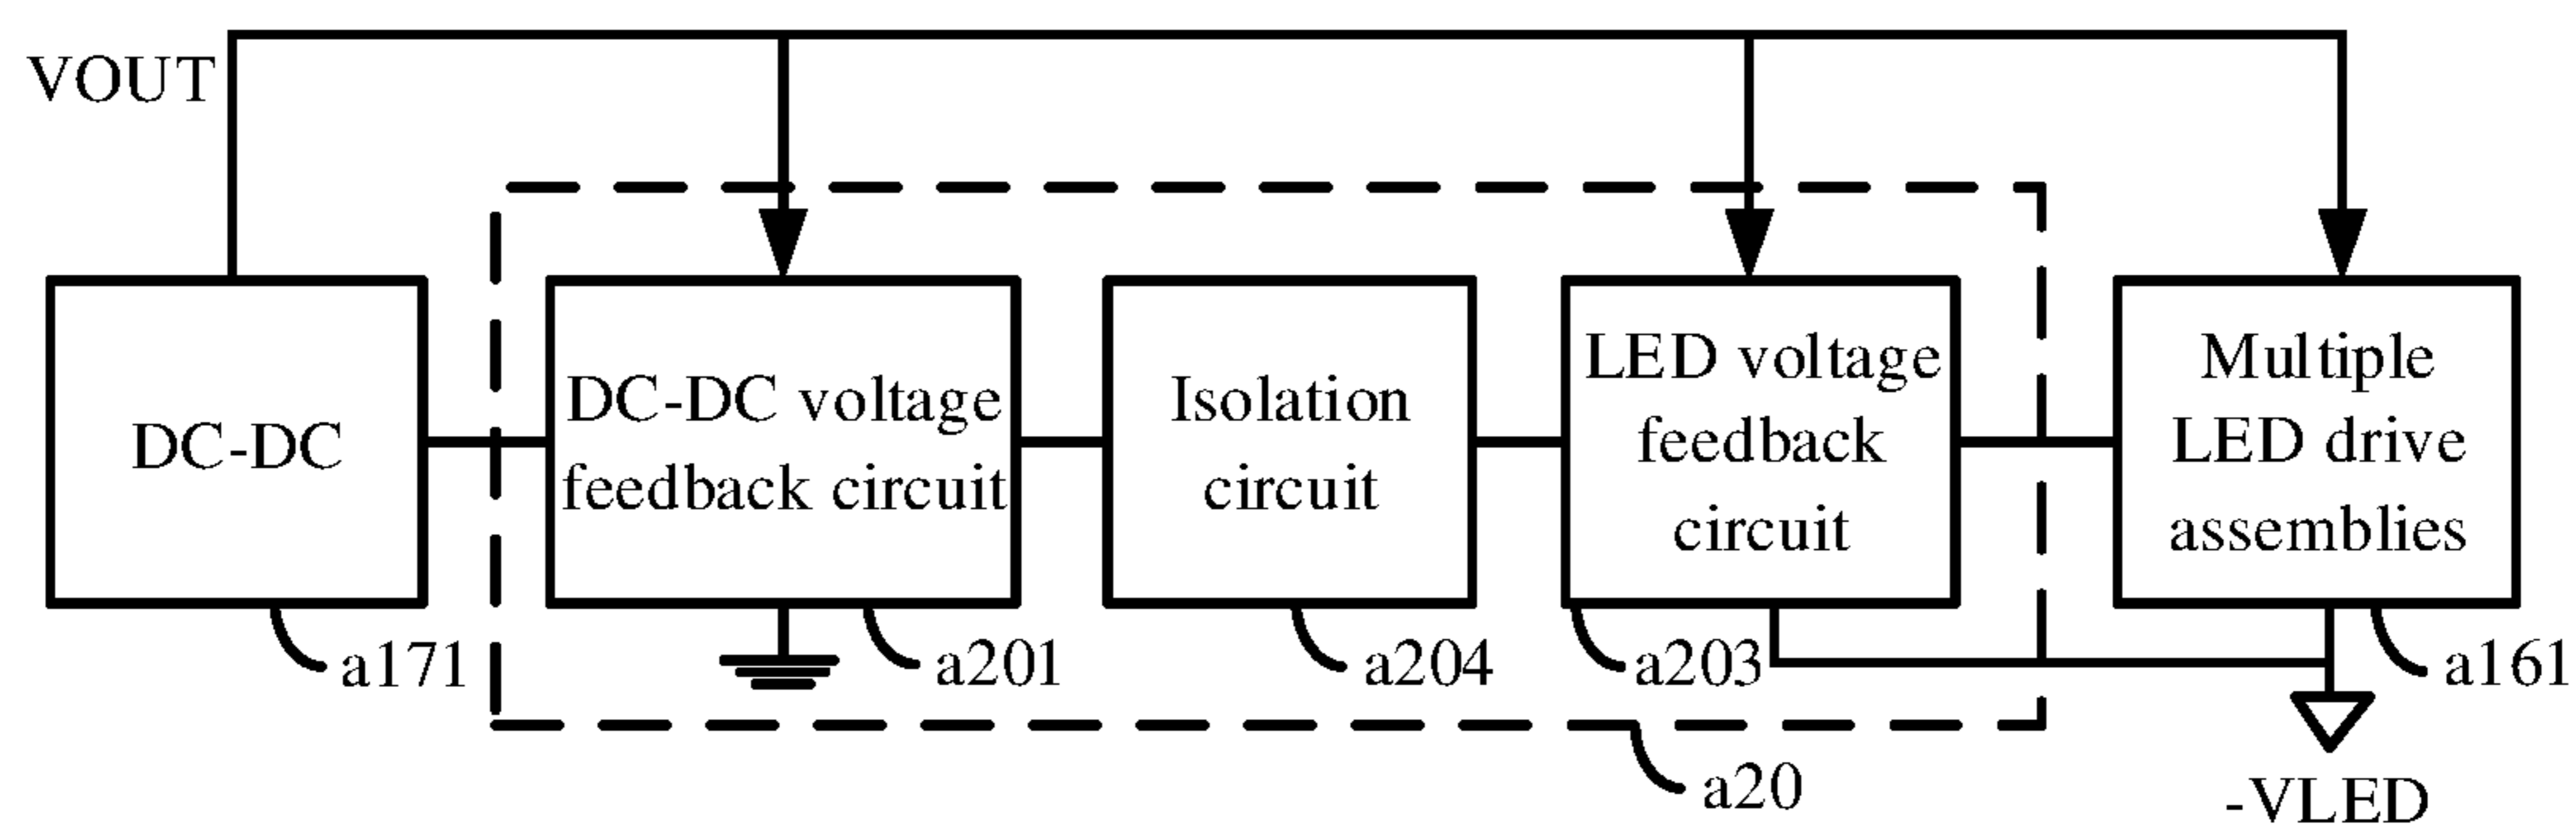 VOUT
DC-DC
DC-DC voltage
feedback circuit
Isolation
circuit
LED voltage
feedback
circuit
Multiple
LED drive
assemblies
a171
a201
a204
a203
a161
a20
-VLED